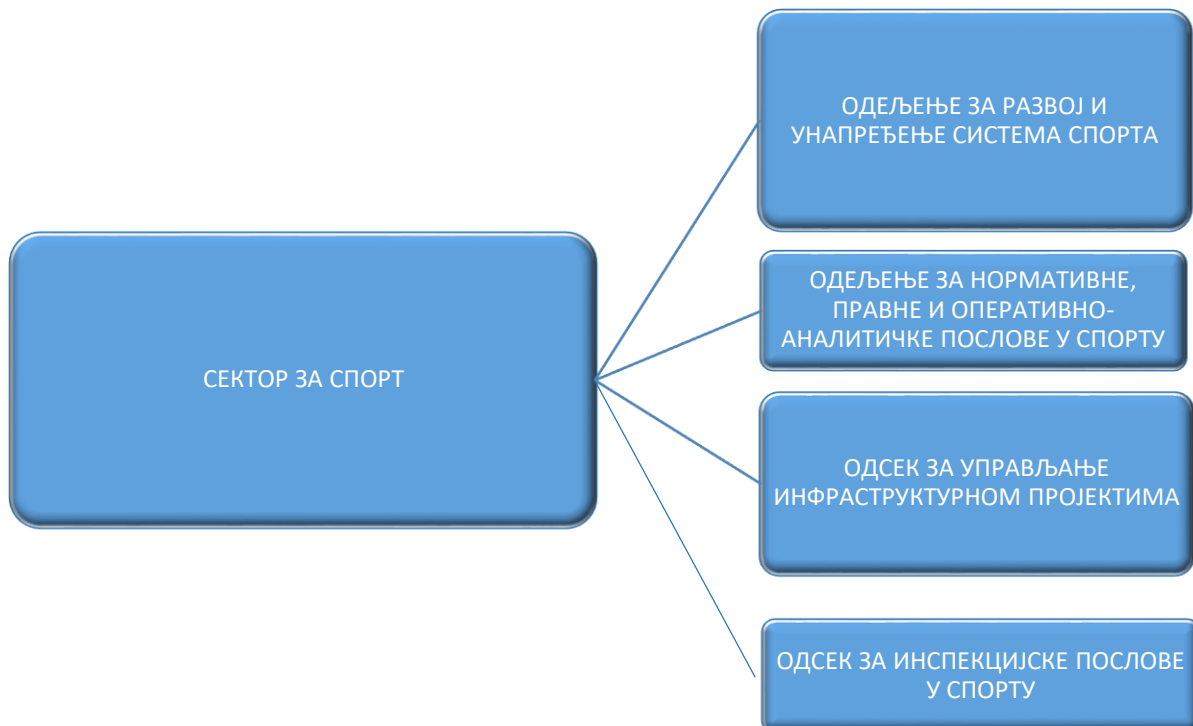 СЕКТОР ЗА СПОРТ
ОДЕЉЕЊЕ ЗА РАЗВОЈ И
УНАПРЕЂЕЊЕ СИСТЕМА СПОРТА
ОДЕЉЕЊЕ ЗА НОРМАТИВНЕ,
ПРАВНЕ И ОПЕРАТИВНО-
АНАЛИТИЧКЕ ПОСЛОВЕ У СПОРТУ
ОДСЕК ЗА УПРАВЉАЊЕ
ИНФРАСТРУКТУРНОМ ПРОЈЕКТИМА
ОДСЕК ЗА ИНСПЕКЦИЈСКЕ ПОСЛОВЕ
У СПОРТУ